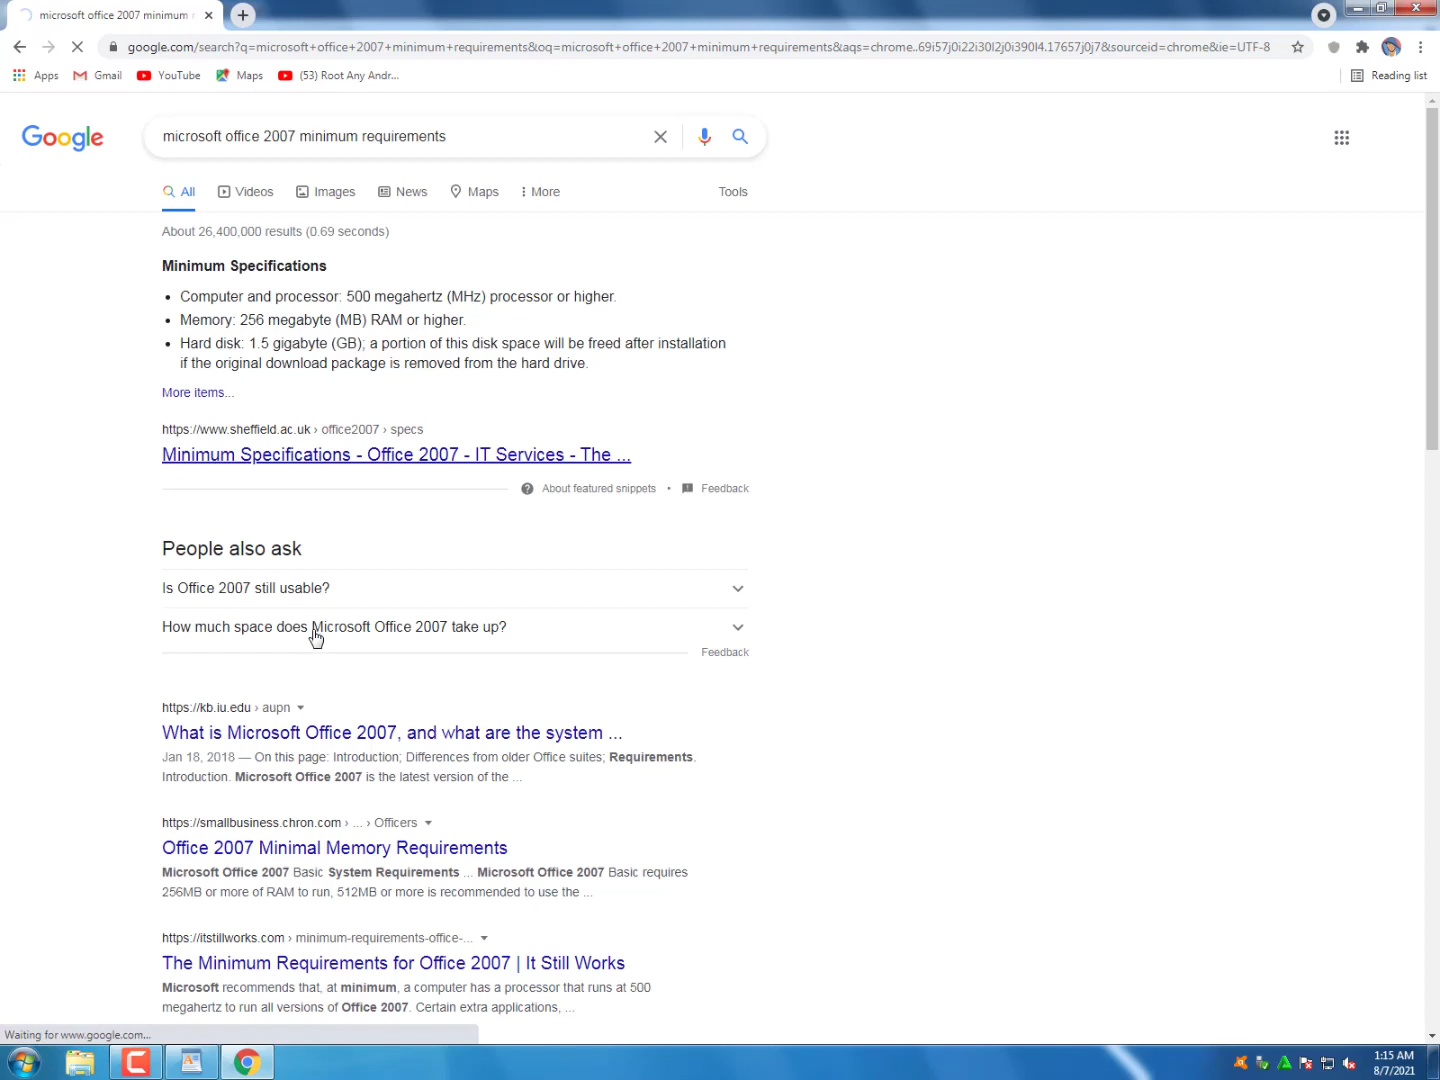 microsoft office 2007 minimum r
google.com/search?q=microsoft+office+2007+minimum+requirements&oq=microsoft+office+2007+minimum+requirements&aqs=chrome..69i57j0i22i30l2j0i390l4.17657j0j7&sourceid=chrome&ie=UTF-8
Apps Gmail YouTube Maps (53) Root Any Andr... Reading list
Google microsoft office 2007 minimum requirements
All Videos Images News Maps More Tools
About 26,400,000 results (0.69 seconds)
Minimum Specifications
• Computer and processor: 500 megahertz (MHz) processor or higher.
• Memory: 256 megabyte (MB) RAM or higher.
• Hard disk: 1.5 gigabyte (GB); a portion of this disk space will be freed after installation
if the original download package is removed from the hard drive.
More items...
https://www.sheffield.ac.uk › office2007 › specs
Minimum Specifications - Office 2007 - IT Services - The ...
About featured snippets • Feedback
People also ask
Is Office 2007 still usable?
How much space does Microsoft Office 2007 take up?
Feedback
https://kb.iu.edu › aupn
What is Microsoft Office 2007, and what are the system ...
Jan 18, 2018 — On this page: Introduction; Differences from older Office suites; Requirements.
Introduction. Microsoft Office 2007 is the latest version of the ...
https://smallbusiness.chron.com › ... › Officers
Office 2007 Minimal Memory Requirements
Microsoft Office 2007 Basic System Requirements ... Microsoft Office 2007 Basic requires
256MB or more of RAM to run, 512MB or more is recommended to use the ...
https://itstillworks.com › minimum-requirements-office-...
The Minimum Requirements for Office 2007 | It Still Works
Microsoft recommends that, at minimum, a computer has a processor that runs at 500
megahertz to run all versions of Office 2007. Certain extra applications, ...
Waiting for www.google.com...
1:15 AM
8/7/2021